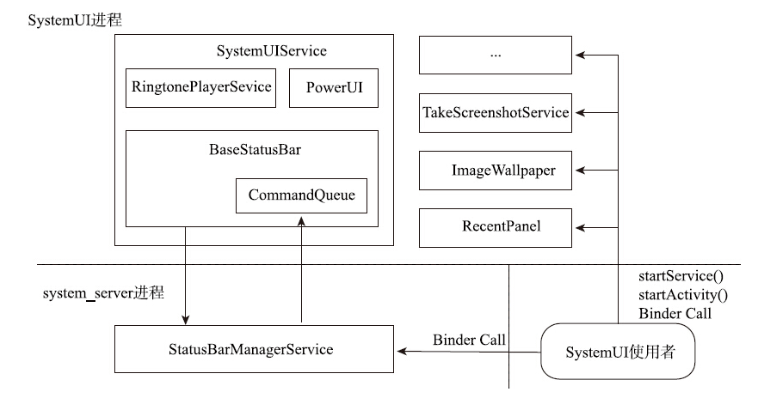 SystemUI进程
SystemUIService
RingtonePlayerSevice
PowerUI
BaseStatusBar
CommandQueue
...
TakeScreenshotService
ImageWallpaper
RecentPanel
system_server进程
startService()
startActivity()
Binder Call
StatusBarManagerService
Binder Call
SystemUI使用者